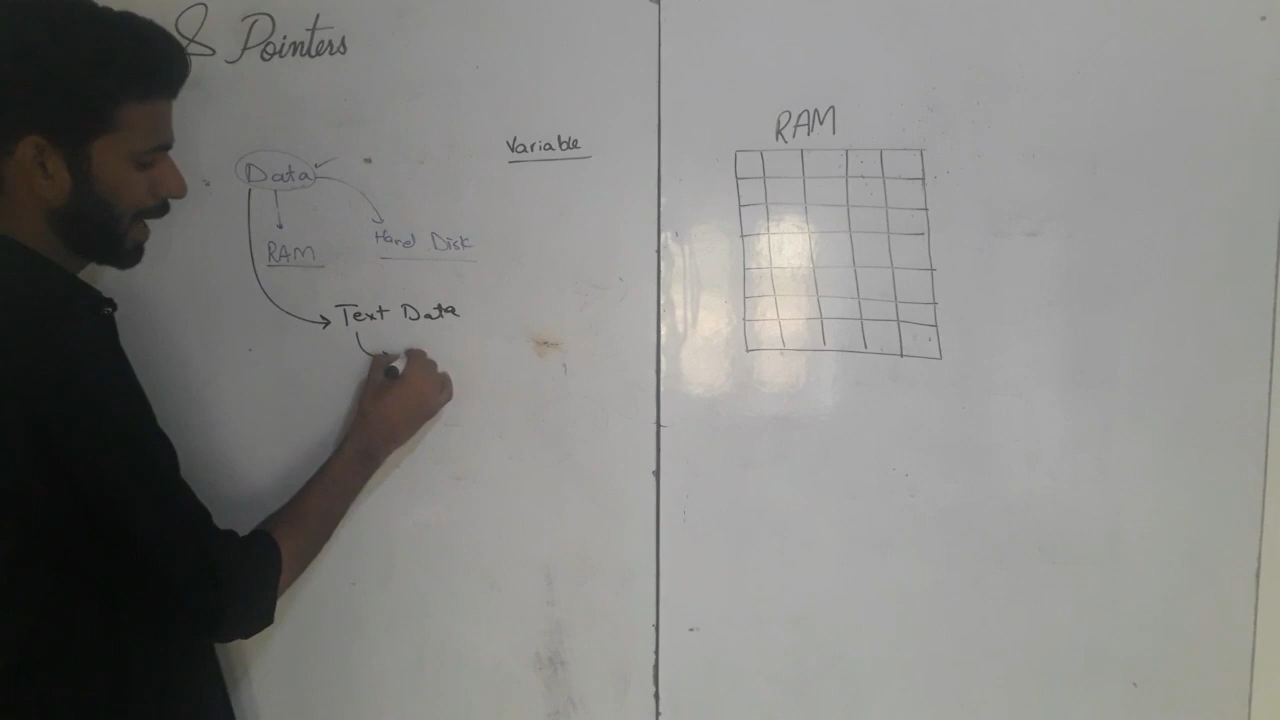 & Pointers
Data
RAM
Hard Disk
Text Data
Variable
RAM